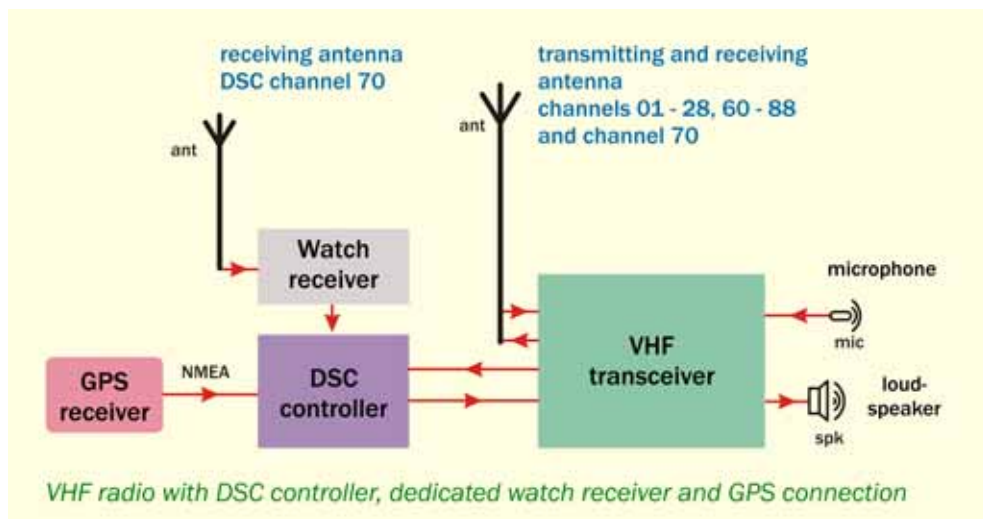 receiving antenna
DSC channel 70
ant
transmitting and receiving
antenna
channels 01 - 28, 60 - 88
and channel 70
ant
Watch
receiver
microphone
mic
GPS
receiver
NMEA
DSC
controller
VHF
transceiver
loud-
speaker
spk
VHF radio with DSC controller, dedicated watch receiver and GPS connection